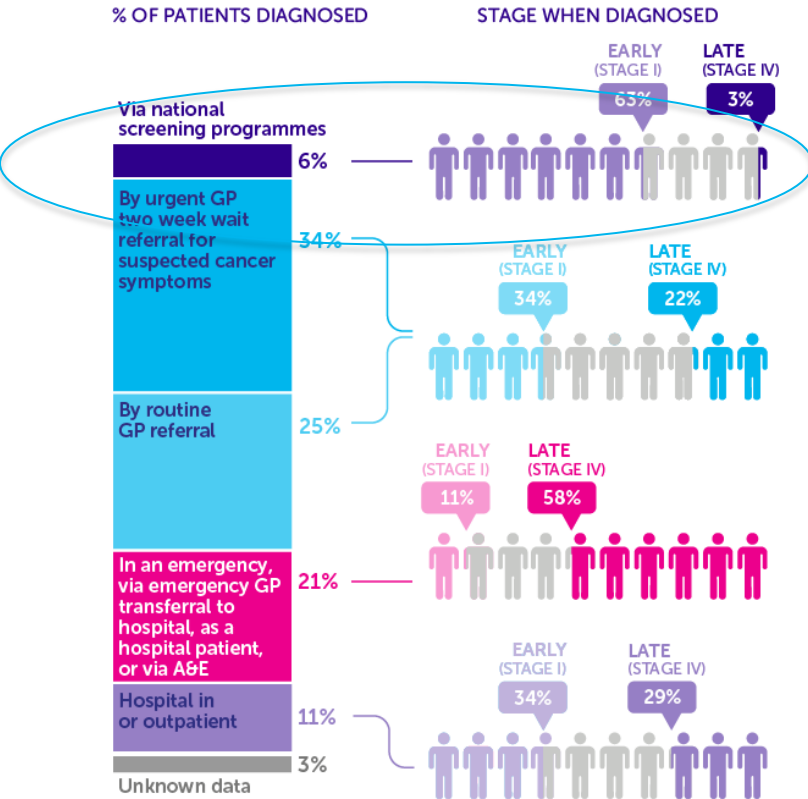 % OF PATIENTS DIAGNOSED
STAGE WHEN DIAGNOSED
EARLY
(STAGE I)
LATE
(STAGE IV)
63%
3%
Via national
screening programmes
6%
By urgent GP
two week wait
referral for
suspected cancer
symptoms
34%
EARLY
(STAGE I)
LATE
(STAGE IV)
34%
22%
By routine
GP referral
25%
EARLY
(STAGE I)
LATE
(STAGE IV)
11%
58%
In an emergency,
via emergency GP
transferral to
hospital, as a
hospital patient,
or via A&E
21%
EARLY
(STAGE I)
LATE
(STAGE IV)
34%
29%
Hospital in
or outpatient
11%
3%
Unknown data